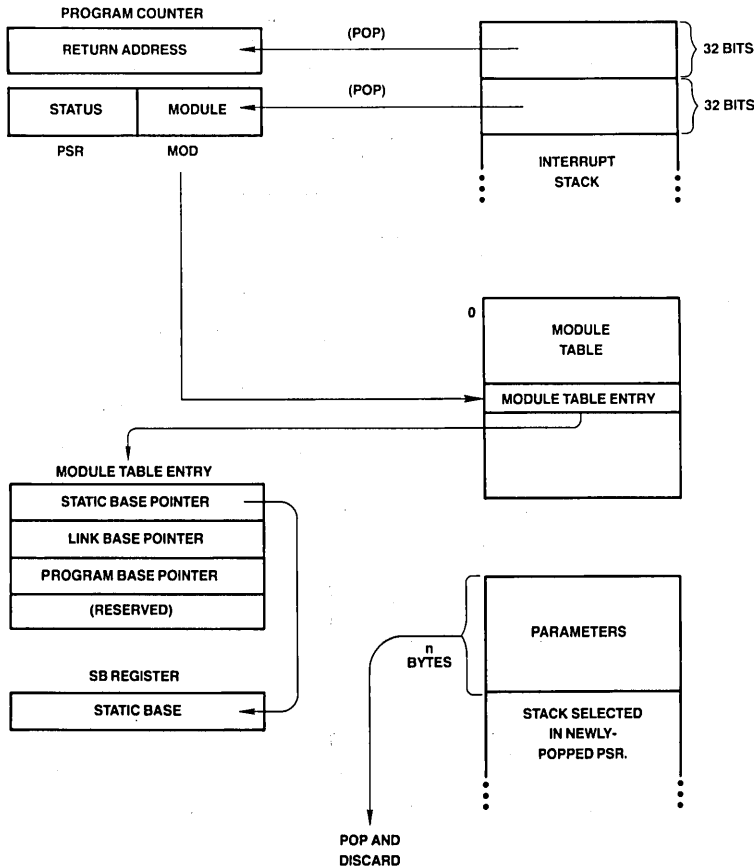 PROGRAM COUNTER
RETURN ADDRESS
(POP)
32 BITS
STATUS
MODULE
(POP)
32 BITS
PSR
MOD
INTERRUPT
STACK
0
MODULE
TABLE
MODULE TABLE ENTRY
MODULE TABLE ENTRY
STATIC BASE POINTER
LINK BASE POINTER
PROGRAM BASE POINTER
(RESERVED)
n
BYTES
PARAMETERS
SB REGISTER
STATIC BASE
STACK SELECTED
IN NEWLY-
POPPED PSR.
POP AND
DISCARD